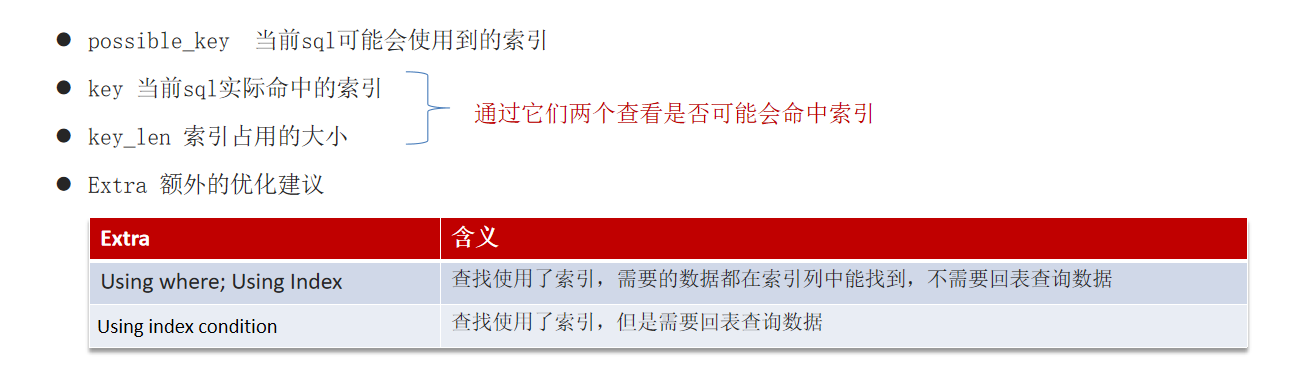 ● possible_key 当前sql可能会使用到的索引
● key 当前sql实际命中的索引
通过它们两个查看是否可能会命中索引
● key_len 索引占用的大小
● Extra 额外的优化建议
Extra 含义
Using where; Using Index 查找使用了索引，需要的数据都在索引列中能找到，不需要回表查询数据
Using index condition 查找使用了索引，但是需要回表查询数据